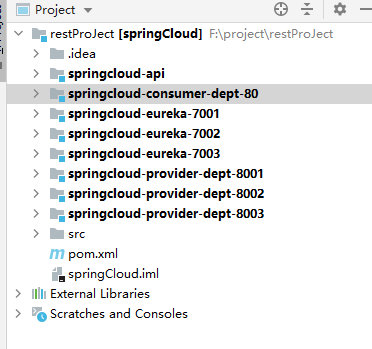 Project
restProJect [springCloud] F:\project\restProJect
.idea
springcloud-api
springcloud-consumer-dept-80
springcloud-eureka-7001
springcloud-eureka-7002
springcloud-eureka-7003
springcloud-provider-dept-8001
springcloud-provider-dept-8002
springcloud-provider-dept-8003
src
m pom.xml
springCloud.iml
External Libraries
Scratches and Consoles